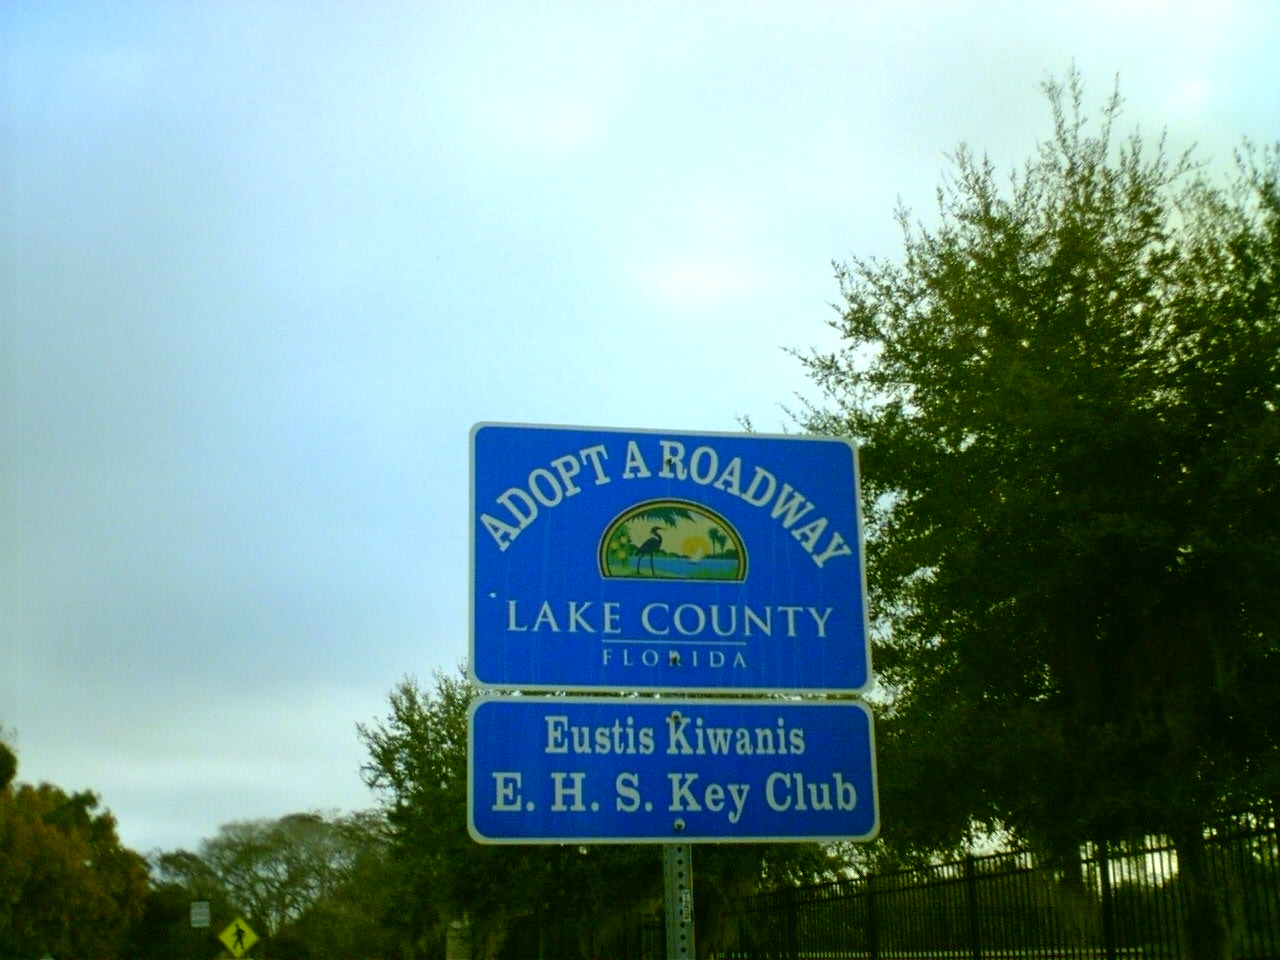 ADOPT A ROADWAY
LAKE COUNTY
FLORIDA
Eustis Kiwanis
E. H. S. Key Club